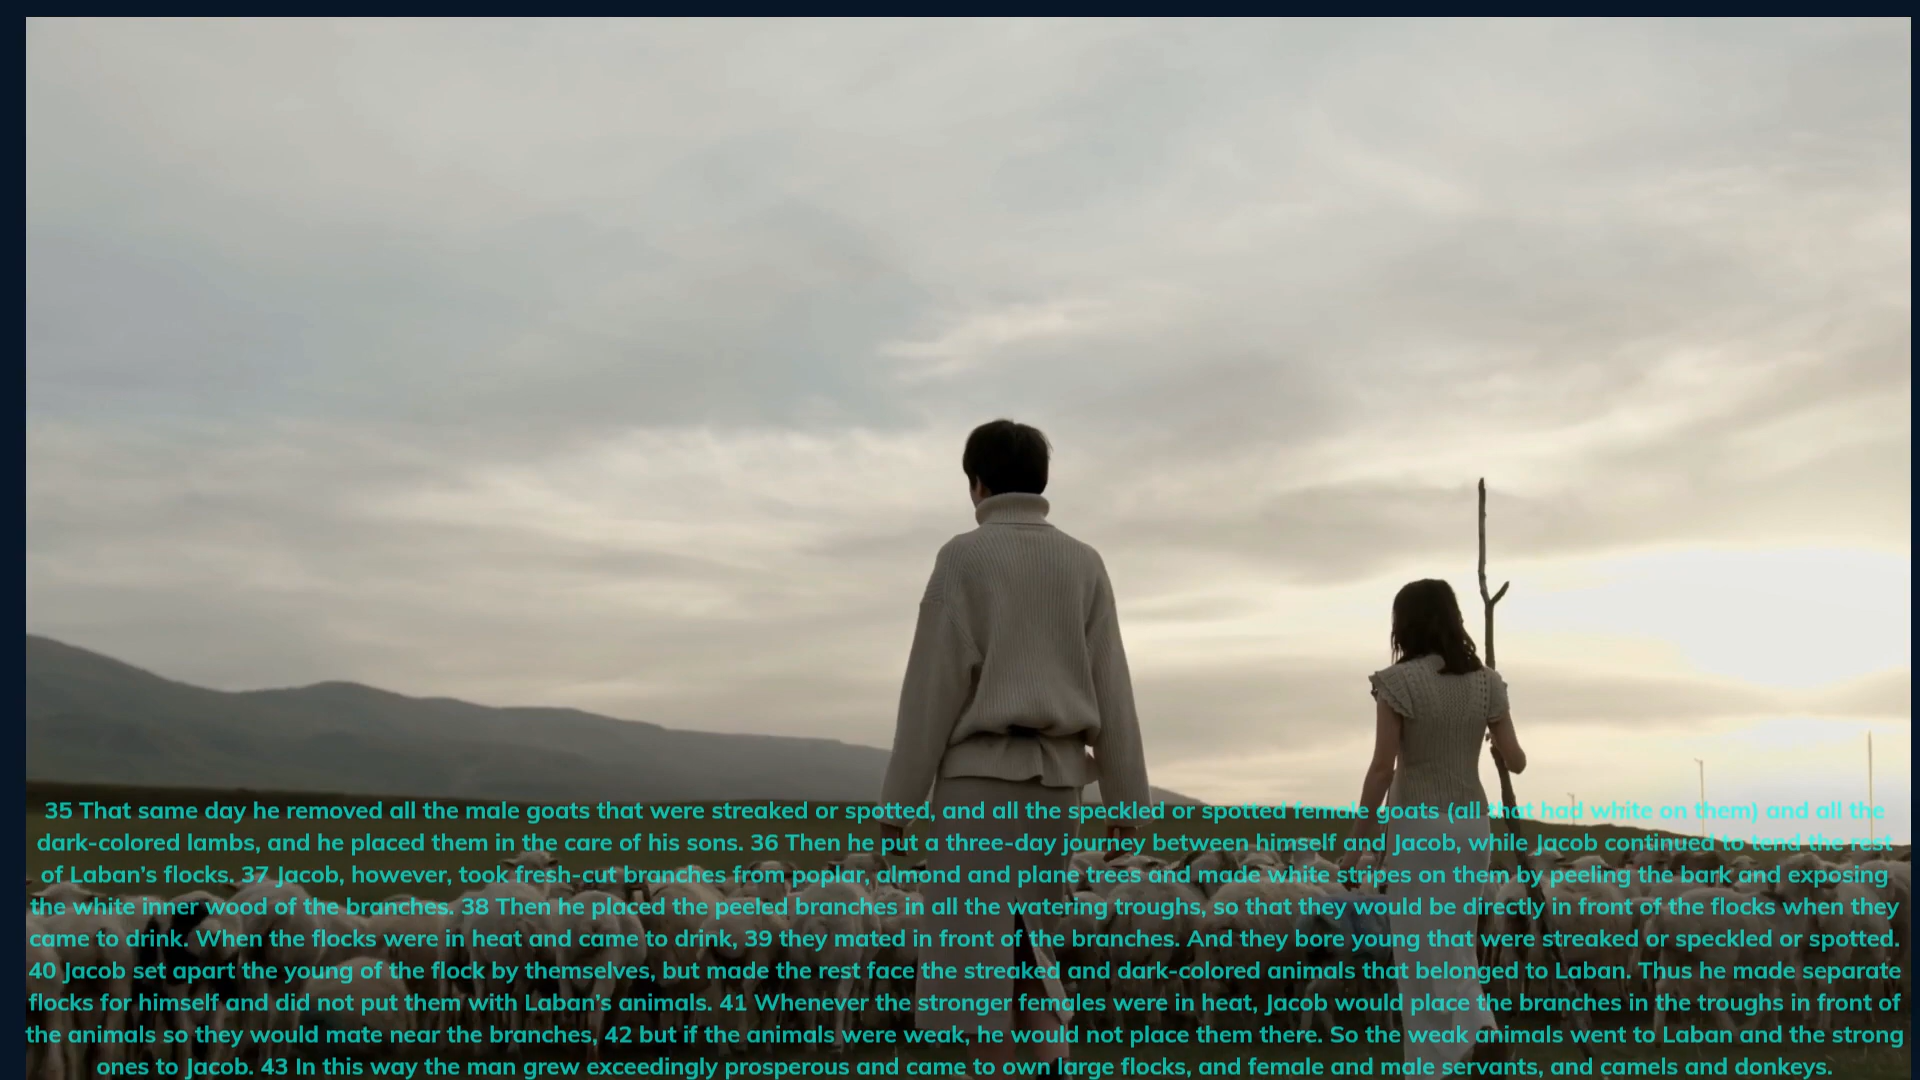 35 That same day he removed all the male goats that were streaked or spotted, and all the speckled or spotted female goats (all that had white on them) and all the
dark-colored lambs, and he placed them in the care of his sons. 36 Then he put a three-day journey between himself and Jacob, while Jacob continued to tend the rest
of Laban’s flocks. 37 Jacob, however, took fresh-cut branches from poplar, almond and plane trees and made white stripes on them by peeling the bark and exposing
the white inner wood of the branches. 38 Then he placed the peeled branches in all the watering troughs, so that they would be directly in front of the flocks when they
came to drink. When the flocks were in heat and came to drink, 39 they mated in front of the branches. And they bore young that were streaked or speckled or spotted.
40 Jacob set apart the young of the flock by themselves, but made the rest face the streaked and dark-colored animals that belonged to Laban. Thus he made separate
flocks for himself and did not put them with Laban’s animals. 41 Whenever the stronger females were in heat, Jacob would place the branches in the troughs in front of
the animals so they would mate near the branches, 42 but if the animals were weak, he would not place them there. So the weak animals went to Laban and the strong
ones to Jacob. 43 In this way the man grew exceedingly prosperous and came to own large flocks, and female and male servants, and camels and donkeys.